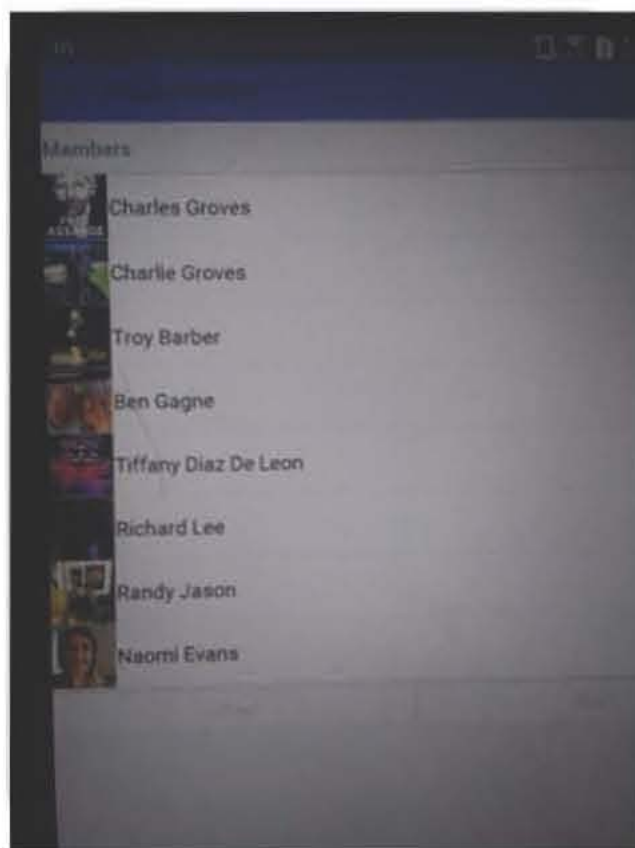 Members
Charles Groves
Charlie Groves
Troy Barber
Ben Gagne
Tiffany Diaz De Leon
Richard Lee
Randy Jason
Naomi Evans